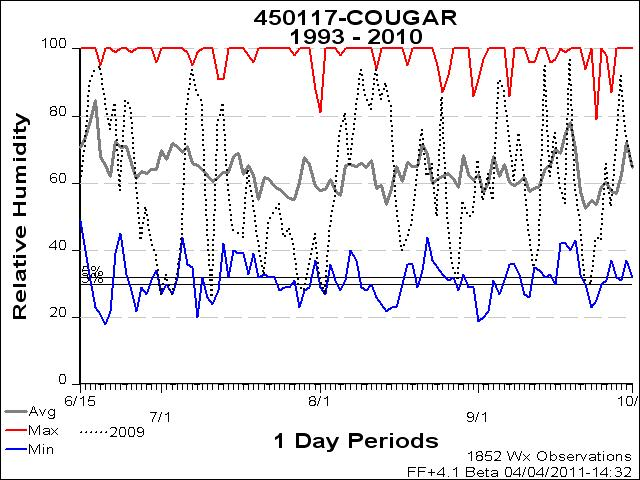 450117-COUGAR
1993 - 2010
Relative Humidity
100
80
60
40
20
0
6/15
7/1
8/1
9/1
10/
Avg
Max
Min
2009
1 Day Periods
1852 Wx Observations
FF+4.1 Beta 04/04/2011-14:32